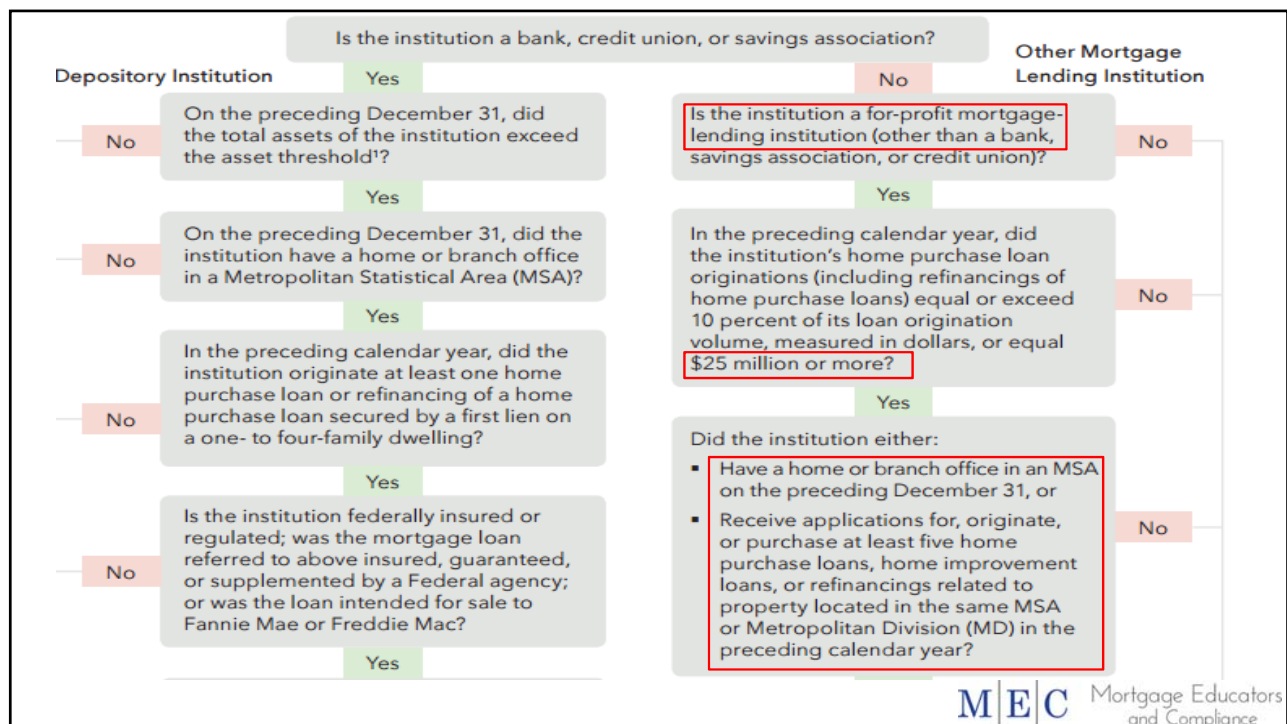 Is the institution a bank, credit union, or savings association?
Depository Institution
Yes
No
Other Mortgage
Lending Institution
No
On the preceding December 31, did
the total assets of the institution exceed
the asset threshold¹?
Yes
No
On the preceding December 31, did the
institution have a home or branch office
in a Metropolitan Statistical Area (MSA)?
Yes
No
In the preceding calendar year, did the
institution originate at least one home
purchase loan or refinancing of a home
purchase loan secured by a first lien on
a one- to four-family dwelling?
Yes
No
Is the institution federally insured or
regulated; was the mortgage loan
referred to above insured, guaranteed,
or supplemented by a Federal agency;
or was the loan intended for sale to
Fannie Mae or Freddie Mac?
Yes
Is the institution a for-profit mortgage-
lending institution (other than a bank,
savings association, or credit union)?
No
Yes
In the preceding calendar year, did
the institution's home purchase loan
originations (including refinancings of
home purchase loans) equal or exceed
10 percent of its loan origination
volume, measured in dollars, or equal
$25 million or more?
No
Yes
Did the institution either:
▪ Have a home or branch office in an MSA
on the preceding December 31, or
▪ Receive applications for, originate,
or purchase at least five home
purchase loans, home improvement
loans, or refinancings related to
property located in the same MSA
or Metropolitan Division (MD) in the
preceding calendar year?
No
M|E|C Mortgage Educators
and Compliance